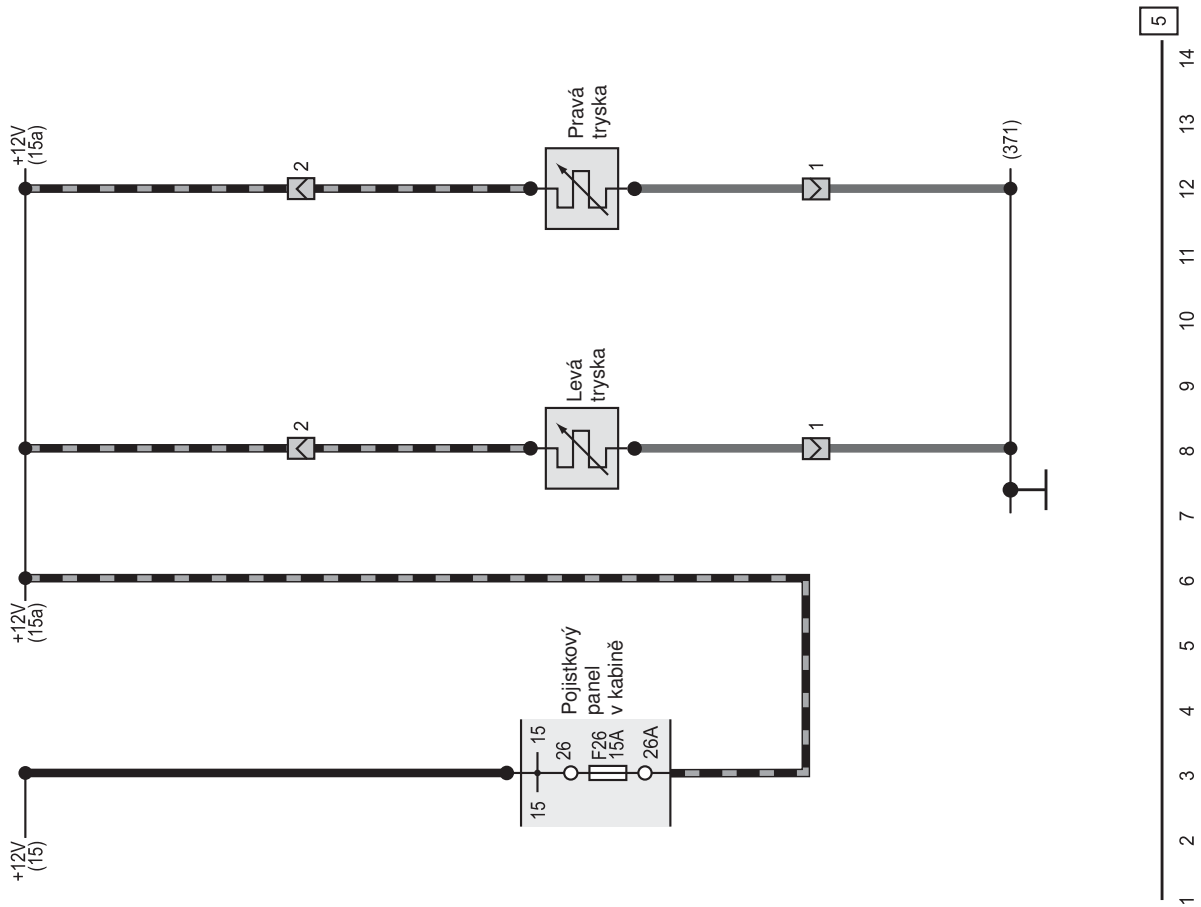 +12V
(15)
+12V
(15a)
+12V
(15a)
15
15
26
F26
15A
26A
Pojistkový
panel
v kabině
2
Levá
tryska
1
2
Pravá
tryska
1
(371)
1
2
3
4
5
6
7
8
9
10
11
12
13
14
5